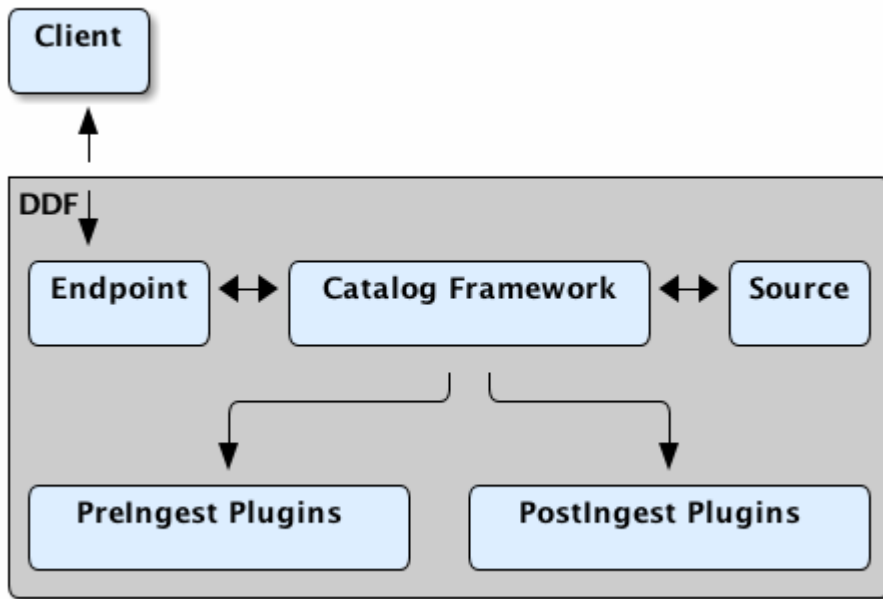 Client
DDF
Endpoint
Catalog Framework
Source
PreIngest Plugins
PostIngest Plugins